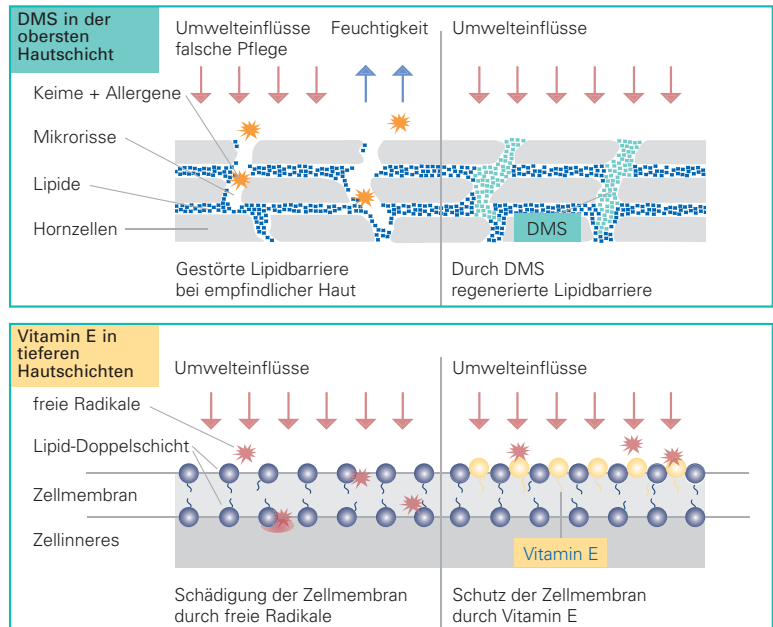 DMS in der
obersten
Hautschicht
Umwelteinflüsse
falsche Pflege
Feuchtigkeit
Umwelteinflüsse
Keime + Allergene
Mikrorisse
Lipide
Hornzellen
DMS
Gestörte Lipidbarriere
bei empfindlicher Haut
Durch DMS
regenerierte Lipidbarriere
Vitamin E in
tieferen
Hautschichten
Umwelteinflüsse
Umwelteinflüsse
freie Radikale
Lipid-Doppelschicht
Zellmembran
Zellinneres
Vitamin E
Schädigung der Zellmembran
durch freie Radikale
Schutz der Zellmembran
durch Vitamin E